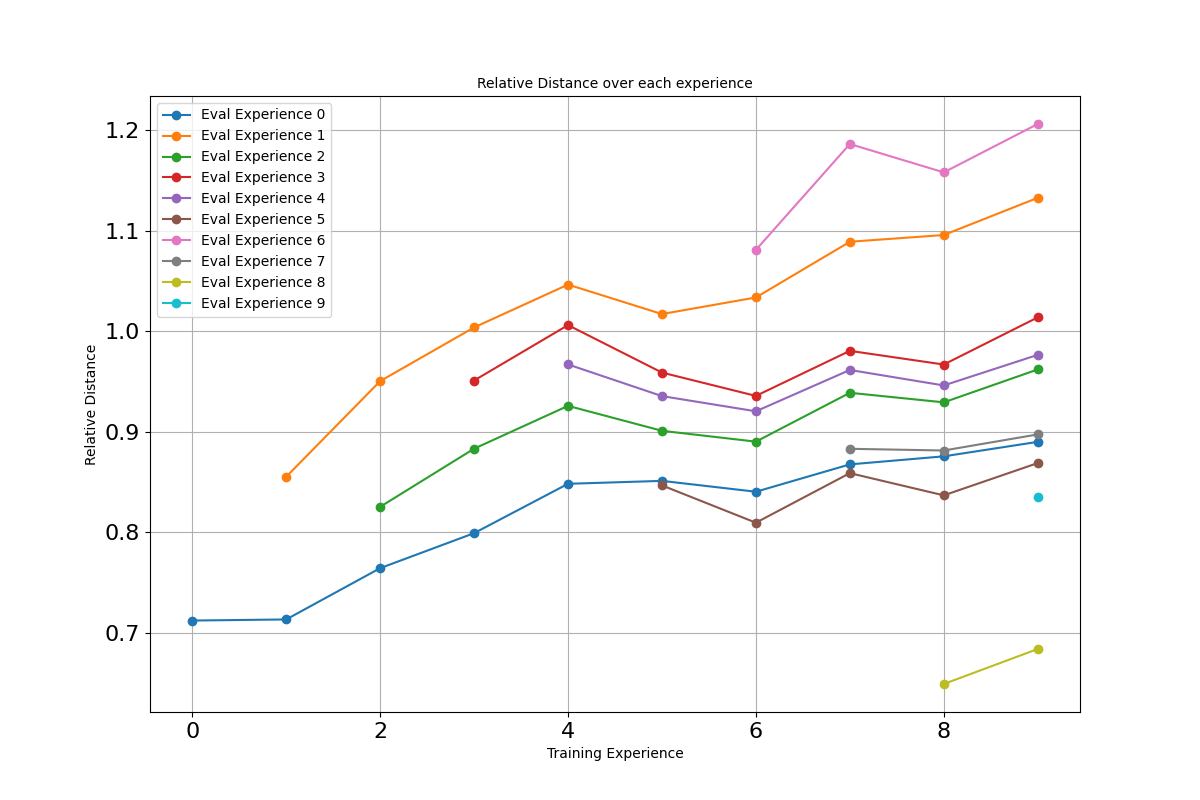 Relative Distance over each experience
Eval Experience 0
Eval Experience 1
Eval Experience 2
Eval Experience 3
Eval Experience 4
Eval Experience 5
Eval Experience 6
Eval Experience 7
Eval Experience 8
Eval Experience 9
1.2
1.1
1.0
0.9
0.8
0.7
Relative Distance
0 2 4 6 8
Training Experience